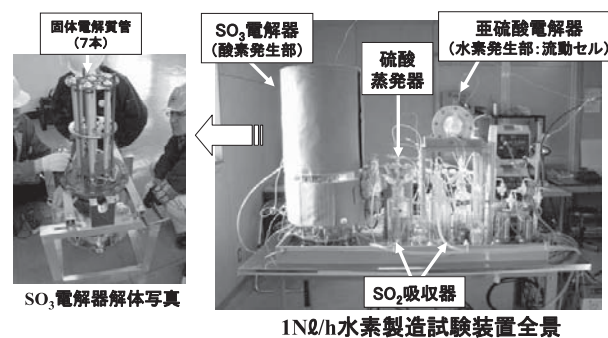 固体電解質管
(7本)
SO₃電解器解体写真
SO₃電解器
(酸素発生部)
硫酸
蒸発器
亜硫酸電解器
(水素発生部:流動セル)
SO₂吸収器
1Nℓ/h水素製造試験装置全景